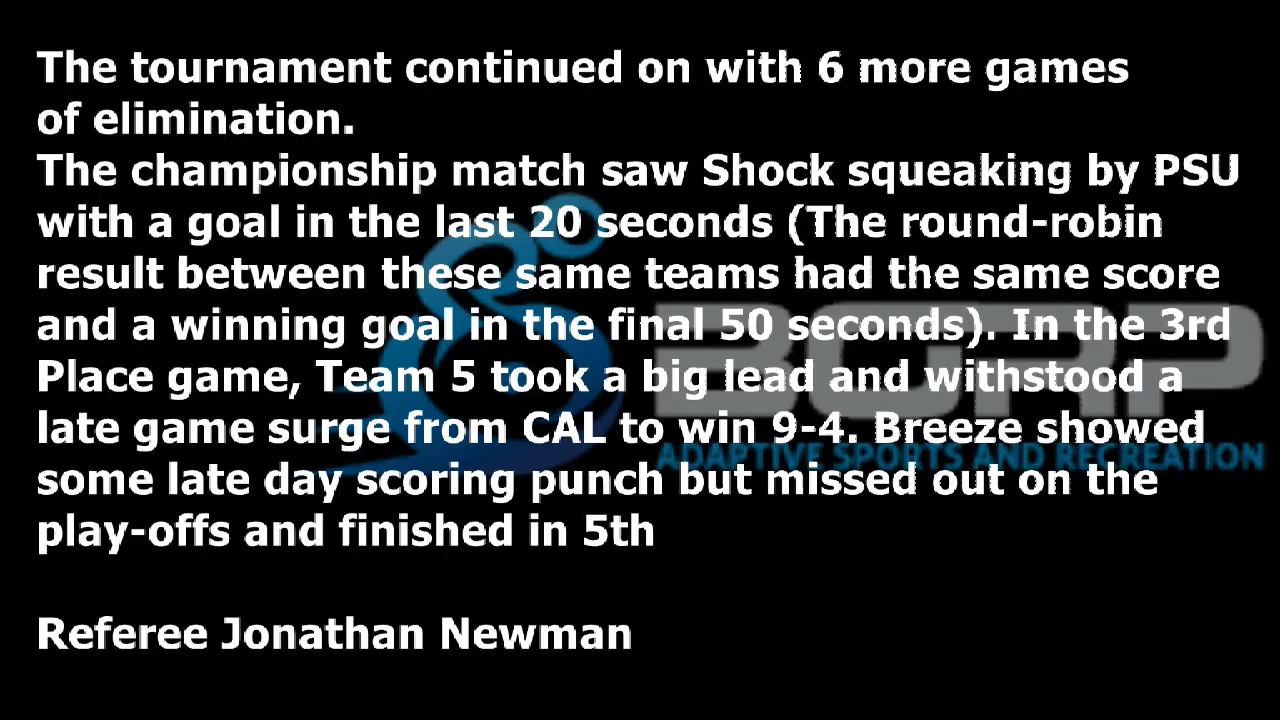 The tournament continued on with 6 more games
of elimination.
The championship match saw Shock squeaking by PSU
with a goal in the last 20 seconds (The round-robin
result between these same teams had the same score
and a winning goal in the final 50 seconds). In the 3rd
Place game, Team 5 took a big lead and withstood a
late game surge from CAL to win 9-4. Breeze showed
some late day scoring punch but missed out on the
play-offs and finished in 5th
Referee Jonathan Newman
BORP
ADAPTIVE SPORTS AND RECREATION